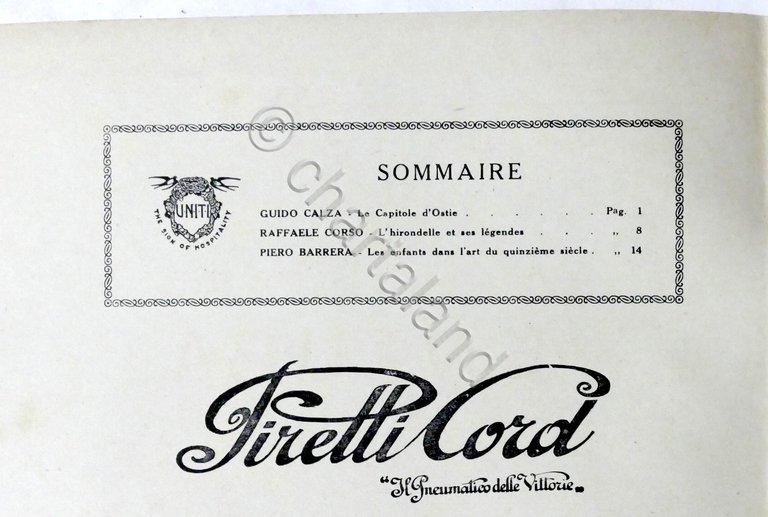 SOMMAIRE
UNITI
THE SIGN OF HOSPITALITY
GUIDO CALZA - Le Capitole d'Ostie . . . . . . . Pag. 1
RAFFAELE CORSO - L'hirondelle et ses légendes . . . . „ 8
PIERO BARRERA - Les enfants dans l'art du quinzième siècle . „ 14
Pirelli Cord
“Il Pneumatico delle Vittorie„
© chartaland